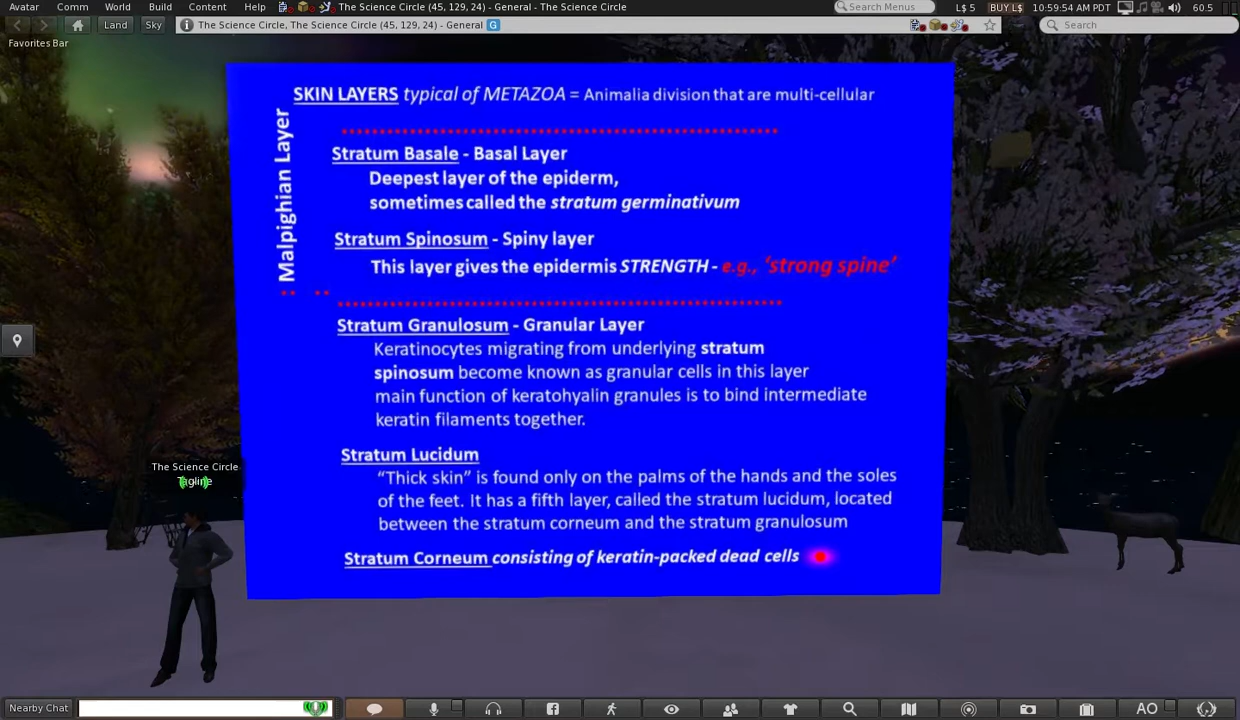 Avatar Comm World Build Content Help The Science Circle, The Science Circle (45, 129, 24) - General - The Science Circle Search Menus L$ 5 BUY L$ 10:59:54 AM PDT 60.5
Land Sky The Science Circle, The Science Circle (45, 129, 24) - General G Search
Favorites Bar
SKIN LAYERS typical of METAZOA = Animalia division that are multi-cellular
Malpighian Layer
Stratum Basale - Basal Layer
Deepest layer of the epiderm,
sometimes called the stratum germinativum
Stratum Spinosum - Spiny layer
This layer gives the epidermis STRENGTH - e.g., 'strong spine'
Stratum Granulosum - Granular Layer
Keratinocytes migrating from underlying stratum
spinosum become known as granular cells in this layer
main function of keratohyalin granules is to bind intermediate
keratin filaments together.
Stratum Lucidum
"Thick skin" is found only on the palms of the hands and the soles
of the feet. It has a fifth layer, called the stratum lucidum, located
between the stratum corneum and the stratum granulosum
Stratum Corneum consisting of keratin-packed dead cells
The Science Circle
Tagline
Nearby Chat AO